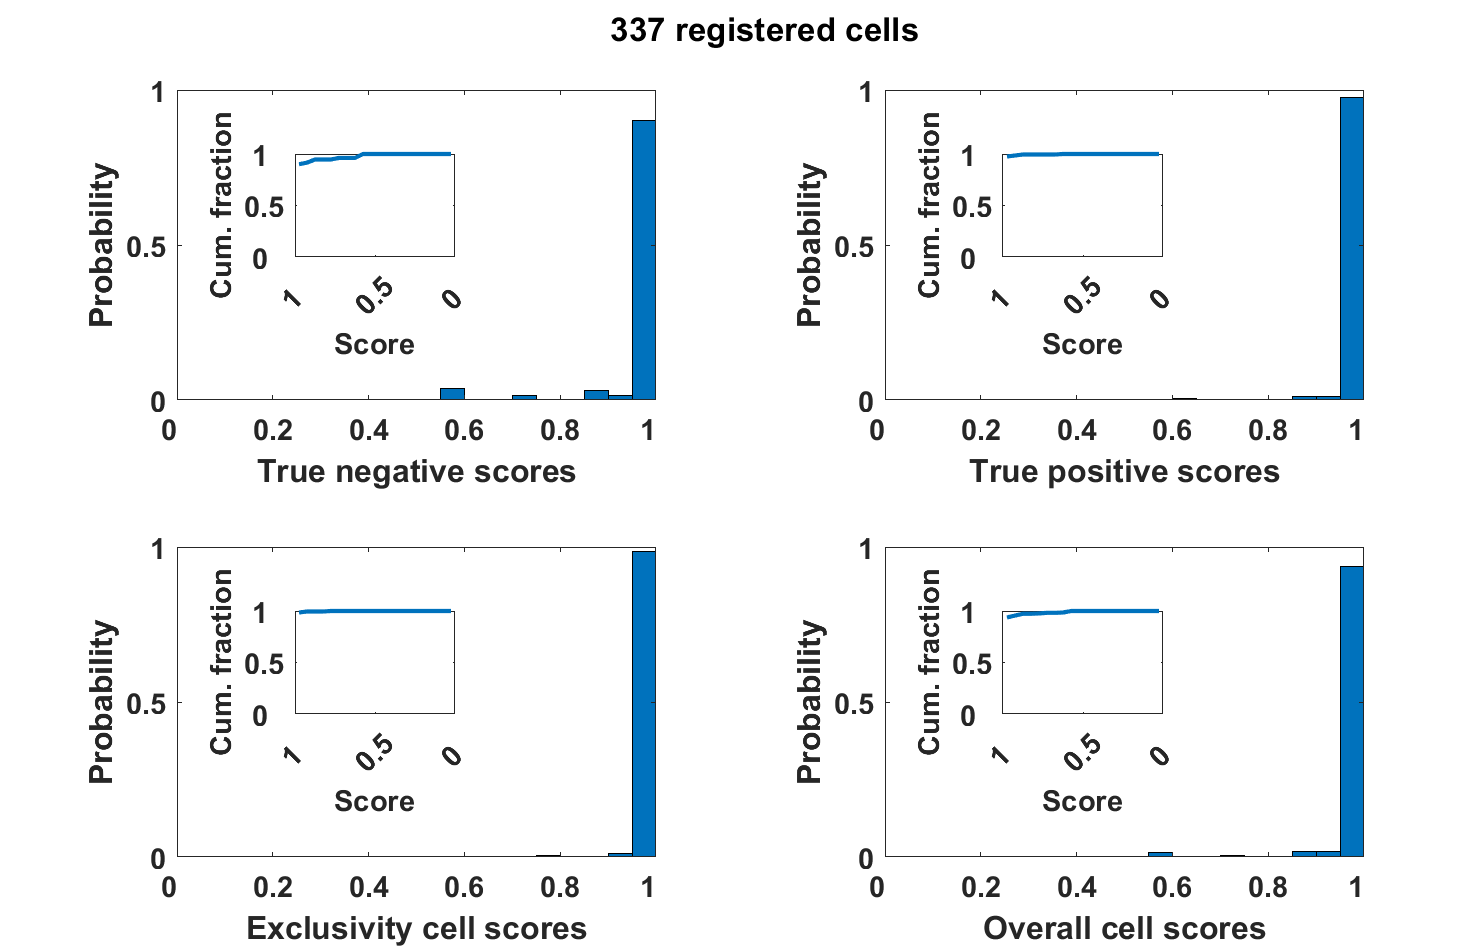 337 registered cells
1
0.5
0
Probability
0 0.2 0.4 0.6 0.8 1
True negative scores
1
0.5
0
Cum. fraction
1 0.5 0
Score
1
0.5
0
Probability
0 0.2 0.4 0.6 0.8 1
True positive scores
1
0.5
0
Cum. fraction
1 0.5 0
Score
1
0.5
0
Probability
0 0.2 0.4 0.6 0.8 1
Exclusivity cell scores
1
0.5
0
Cum. fraction
1 0.5 0
Score
1
0.5
0
Probability
0 0.2 0.4 0.6 0.8 1
Overall cell scores
1
0.5
0
Cum. fraction
1 0.5 0
Score